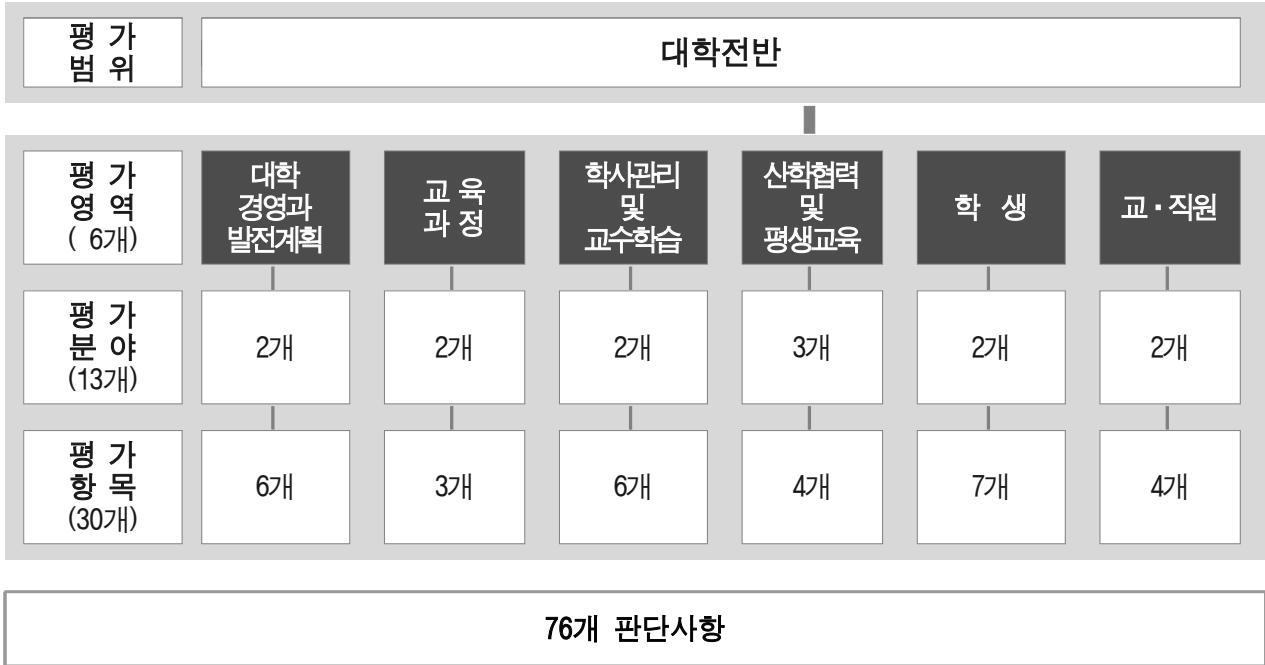 평 가
범 위
대학전반
평 가
영 역
( 6개)
대학
경영과
발전계획
교 육
과 정
학사관리
및
교수학습
산학협력
및
평생교육
학 생
교·직원
평 가
분 야
(13개)
2개
2개
2개
3개
2개
2개
평 가
항 목
(30개)
6개
3개
6개
4개
7개
4개
76개 판단사항